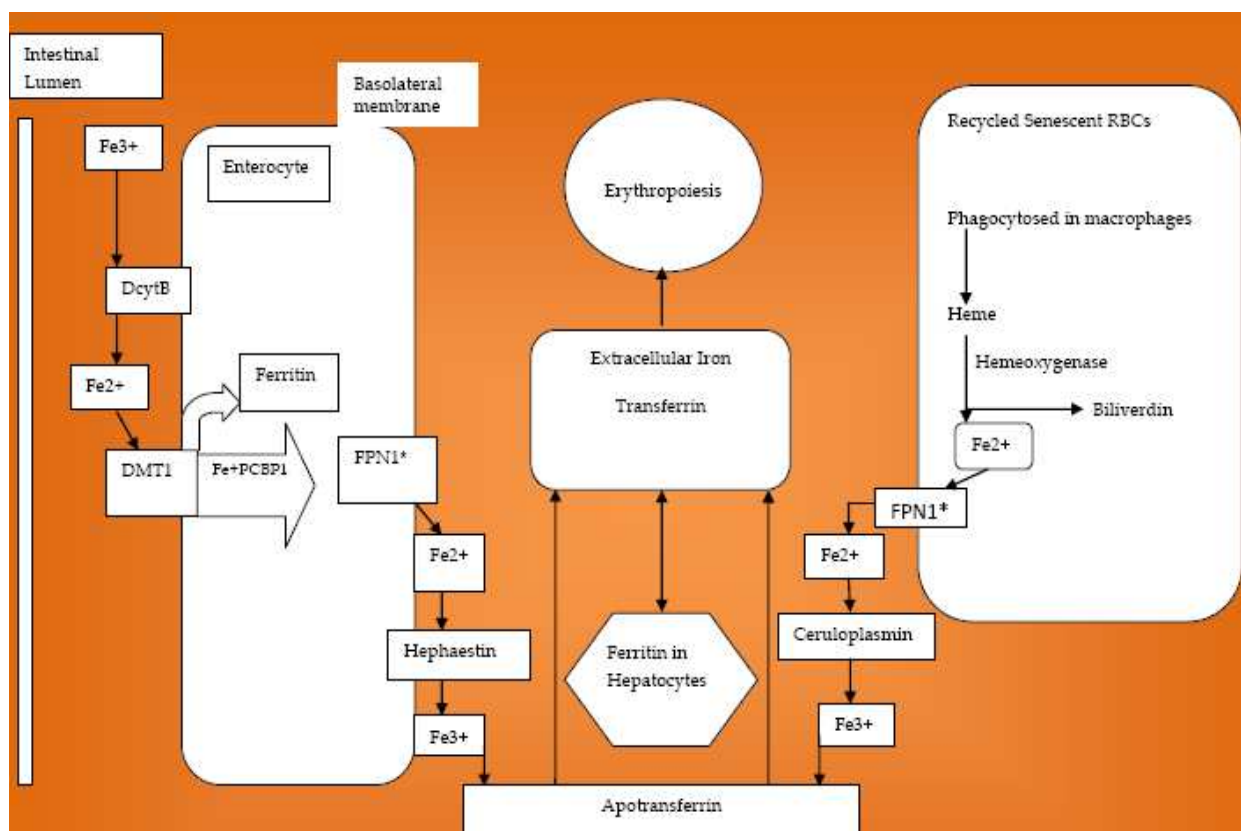 Intestinal
Lumen
Basolateral
membrane
Fe3+
Enterocyte
DcytB
Fe2+
Ferritin
DMT1
Fe+PCBP1
FPN1*
Fe2+
Hephaestin
Fe3+
Erythropoiesis
Extracellular Iron
Transferrin
Ferritin in
Hepatocytes
Apotransferrin
Recycled Senescent RBCs
Phagocytosed in macrophages
Heme
Hemeoxygenase
Biliverdin
Fe2+
FPN1*
Fe2+
Ceruloplasmin
Fe3+